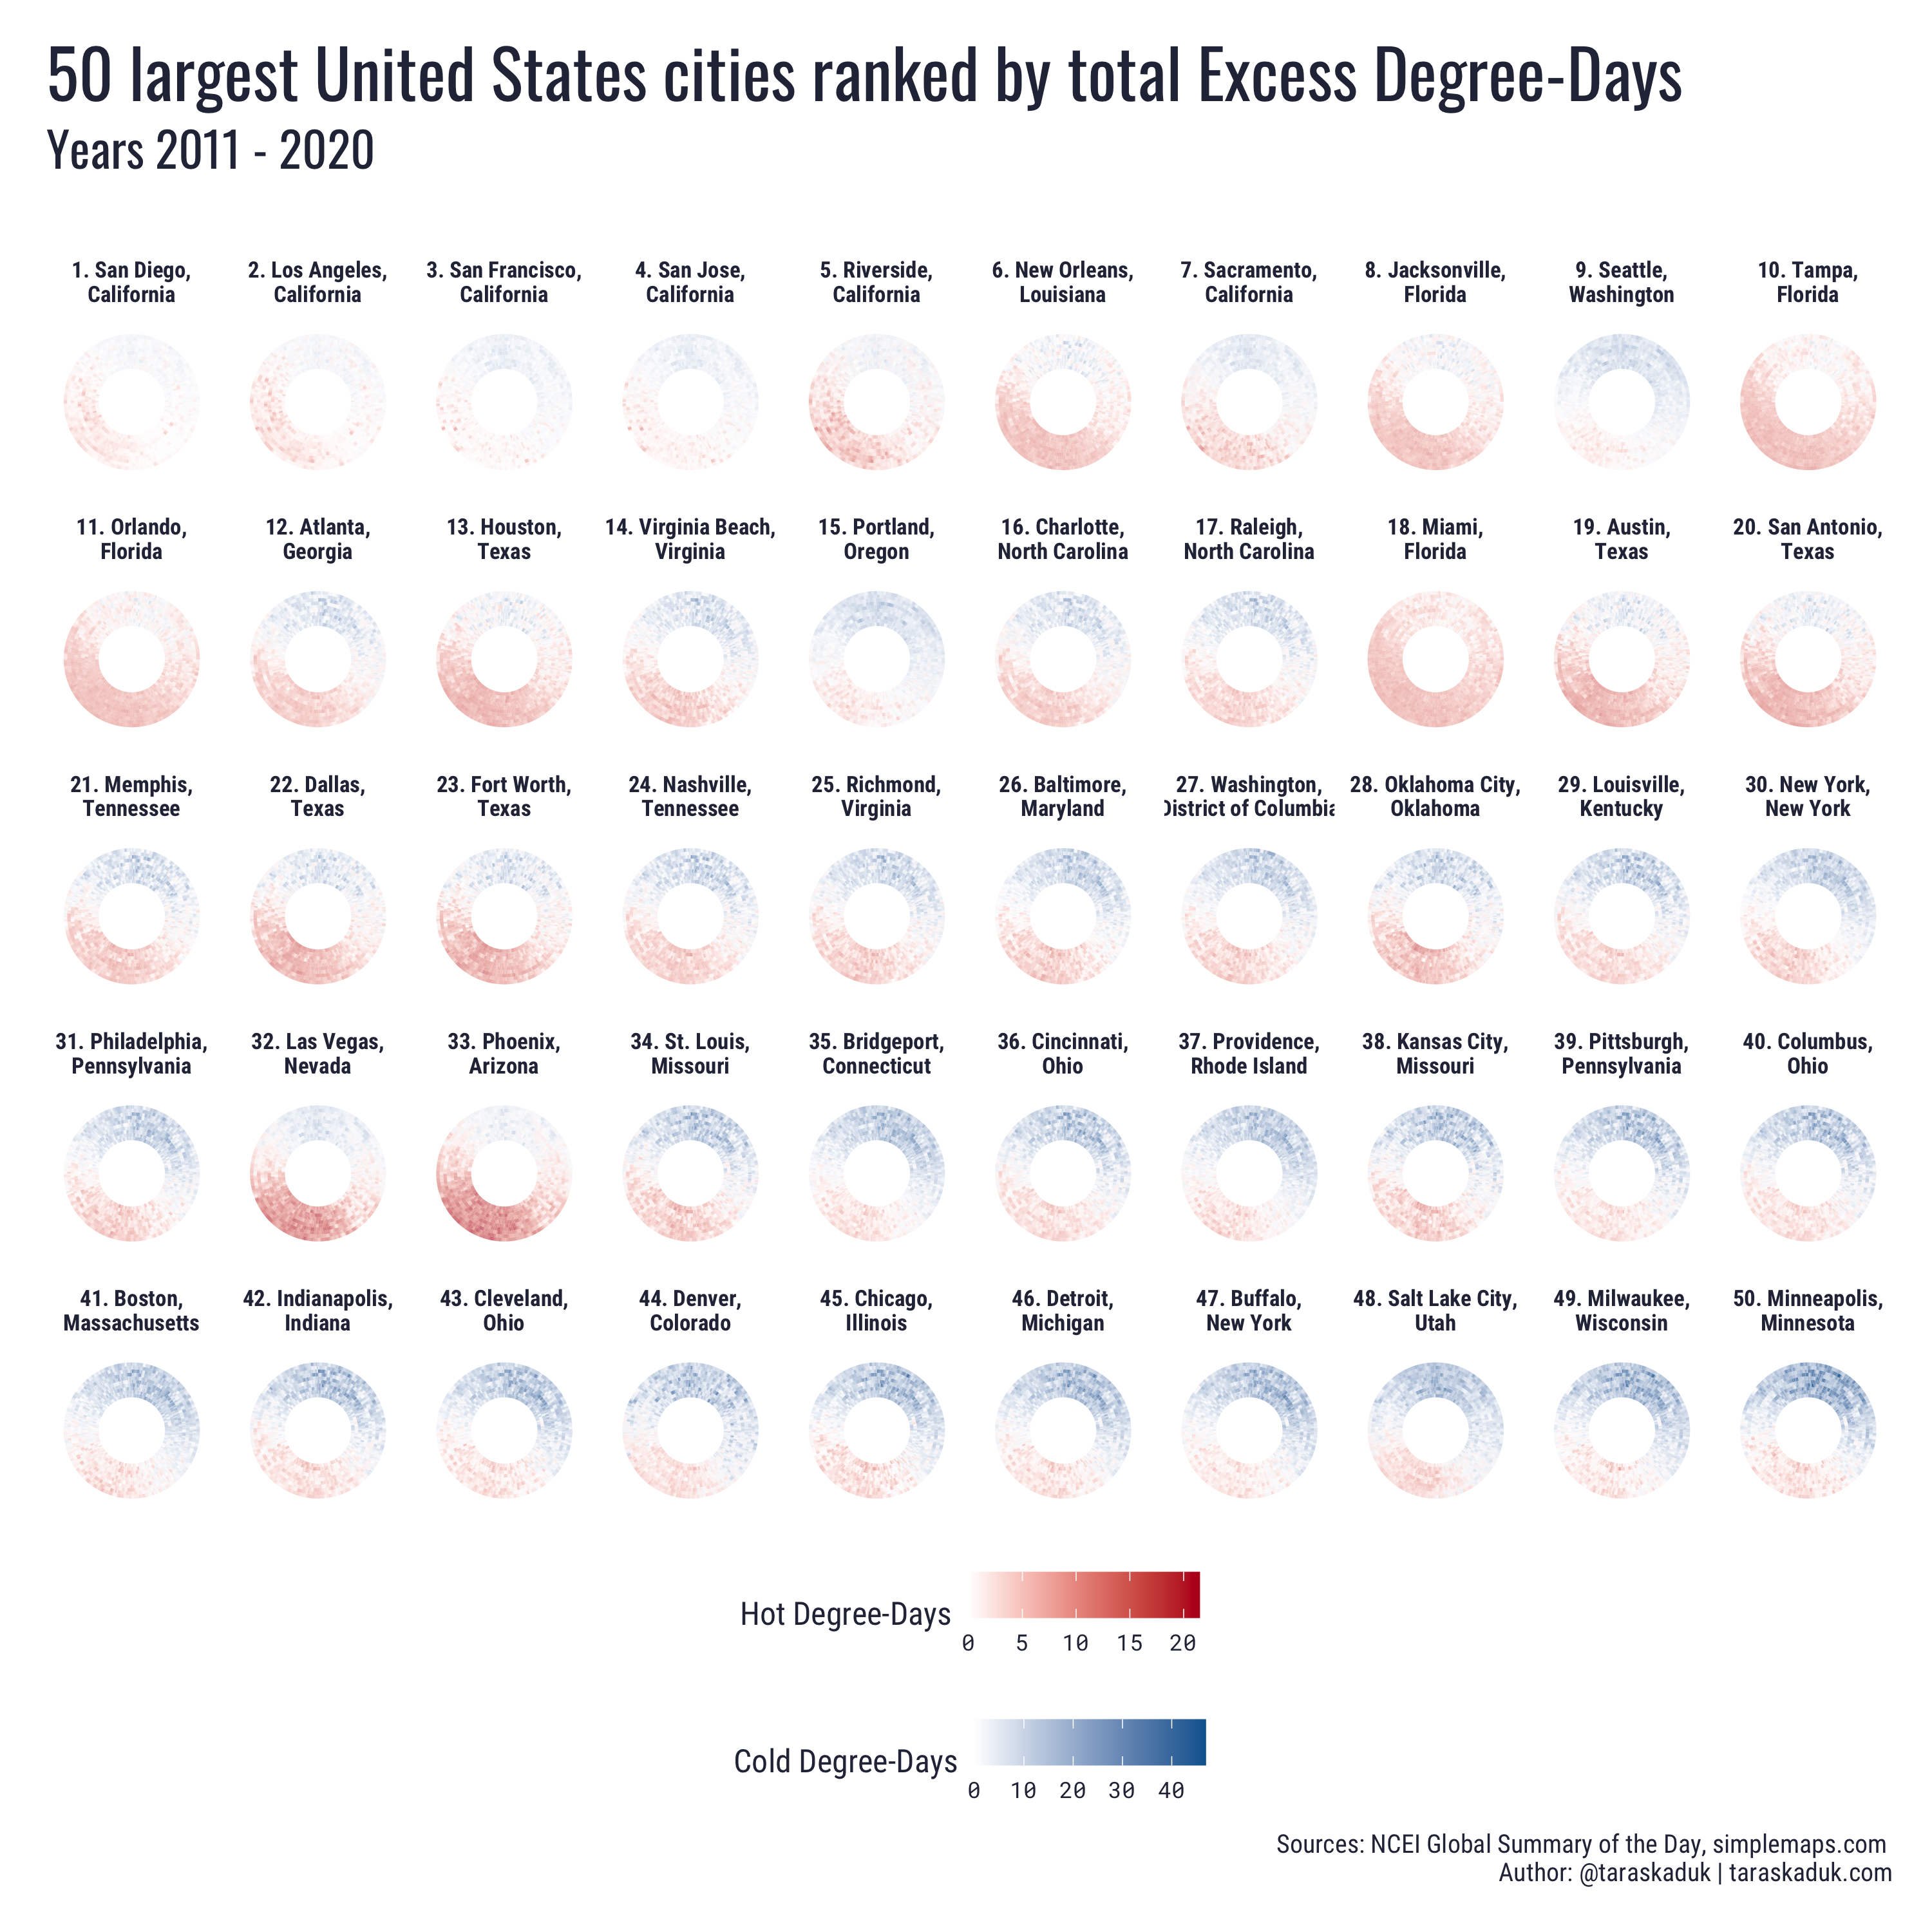 50 largest United States cities ranked by total Excess Degree-Days
Years 2011 - 2020
1. San Diego,
California
2. Los Angeles,
California
3. San Francisco,
California
4. San Jose,
California
5. Riverside,
California
6. New Orleans,
Louisiana
7. Sacramento,
California
8. Jacksonville,
Florida
9. Seattle,
Washington
10. Tampa,
Florida
11. Orlando,
Florida
12. Atlanta,
Georgia
13. Houston,
Texas
14. Virginia Beach,
Virginia
15. Portland,
Oregon
16. Charlotte,
North Carolina
17. Raleigh,
North Carolina
18. Miami,
Florida
19. Austin,
Texas
20. San Antonio,
Texas
21. Memphis,
Tennessee
22. Dallas,
Texas
23. Fort Worth,
Texas
24. Nashville,
Tennessee
25. Richmond,
Virginia
26. Baltimore,
Maryland
27. Washington,
District of Columbia
28. Oklahoma City,
Oklahoma
29. Louisville,
Kentucky
30. New York,
New York
31. Philadelphia,
Pennsylvania
32. Las Vegas,
Nevada
33. Phoenix,
Arizona
34. St. Louis,
Missouri
35. Bridgeport,
Connecticut
36. Cincinnati,
Ohio
37. Providence,
Rhode Island
38. Kansas City,
Missouri
39. Pittsburgh,
Pennsylvania
40. Columbus,
Ohio
41. Boston,
Massachusetts
42. Indianapolis,
Indiana
43. Cleveland,
Ohio
44. Denver,
Colorado
45. Chicago,
Illinois
46. Detroit,
Michigan
47. Buffalo,
New York
48. Salt Lake City,
Utah
49. Milwaukee,
Wisconsin
50. Minneapolis,
Minnesota
Hot Degree-Days
0 5 10 15 20
Cold Degree-Days
0 10 20 30 40
Sources: NCEI Global Summary of the Day, simplemaps.com
Author: @taraskaduk | taraskaduk.com